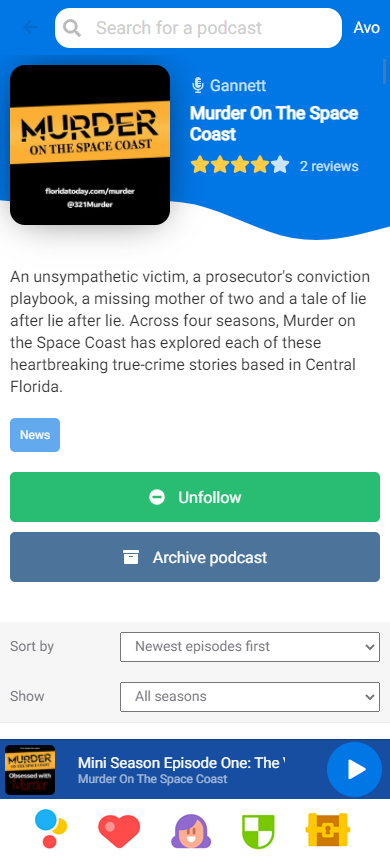 Search for a podcast
Avo
Gannett
Murder On The Space
Coast
2 reviews
MURDER
ON THE SPACE COAST
floridatoday.com/murder
@321Murder
An unsympathetic victim, a prosecutor's conviction
playbook, a missing mother of two and a tale of lie
after lie after lie. Across four seasons, Murder on
the Space Coast has explored each of these
heartbreaking true-crime stories based in Central
Florida.
News
Unfollow
Archive podcast
Sort by
Newest episodes first
Show
All seasons
MURDER
ON THE SPACE COAST
Obsessed with
Murder
Mini Season Episode One: The
Murder On The Space Coast